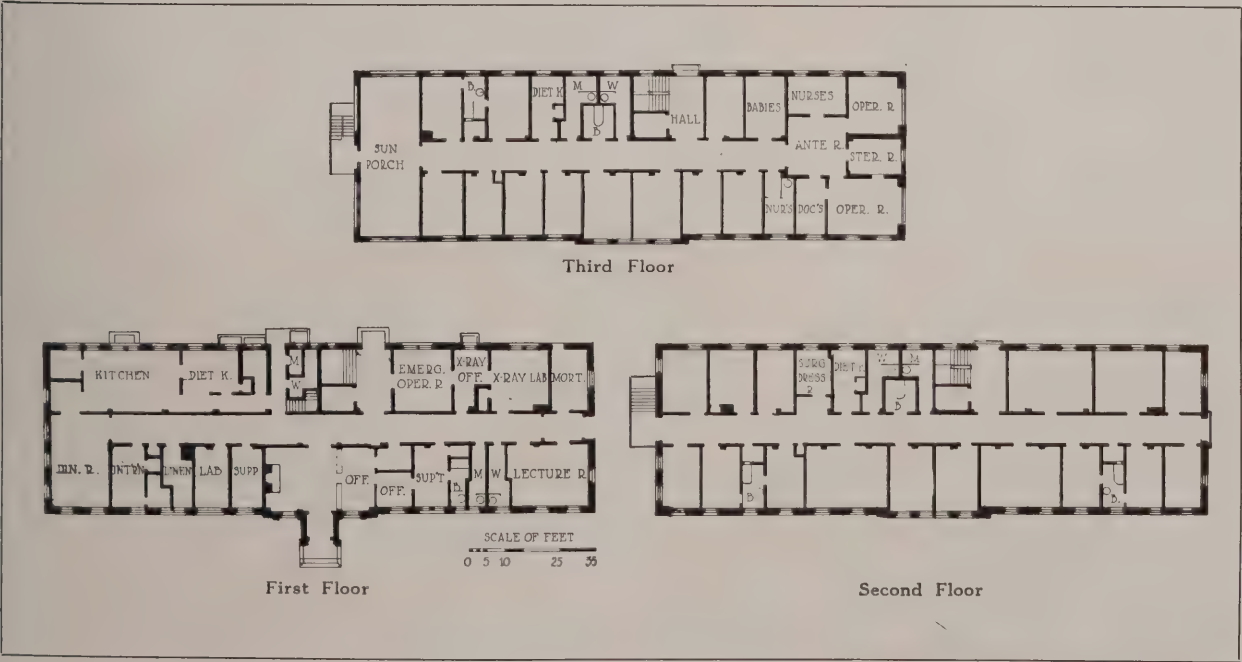 B.
DIET K
M
W
B
HALL
BABIES
NURSES
OPER. R
SUN
PORCH
ANTE R.
STER. R.
NUR'S
DOC'S
OPER. R.
Third Floor
KITCHEN
DIET K.
M
W
EMERG.
OPER. R
X-RAY
OFF.
X-RAY LAB
MORT.
DIN. R.
INT'RN
LINEN
LAB
SUPP
OFF.
OFF.
SUP'T
B.
M
W
LECTURE R
SCALE OF FEET
0 5 10 25 35
First Floor
SURG
DRESS
R
DIET K.
W
M
B
B
B.
Second Floor